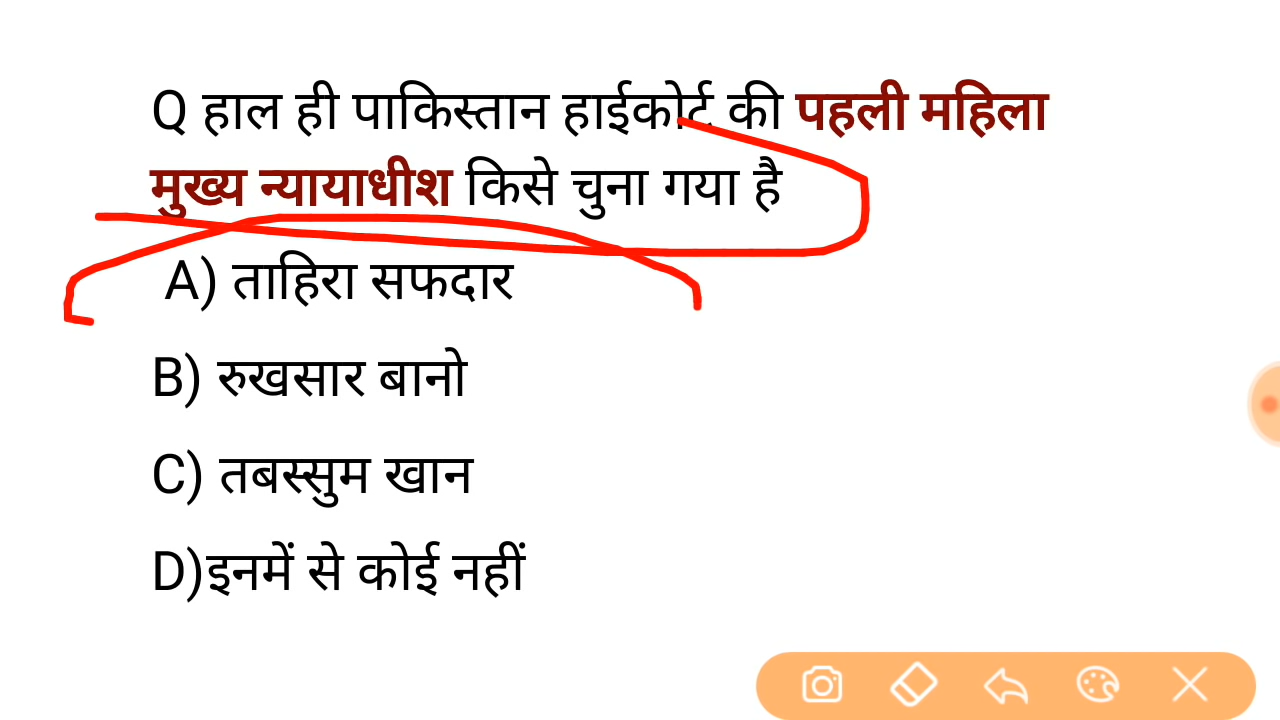 Q हाल ही पाकिस्तान हाईकोर्ट की पहली महिला
मुख्य न्यायाधीश किसे चुना गया है
A) ताहिरा सफदार
B) रुखसार बानो
C) तबस्सुम खान
D)इनमें से कोई नहीं